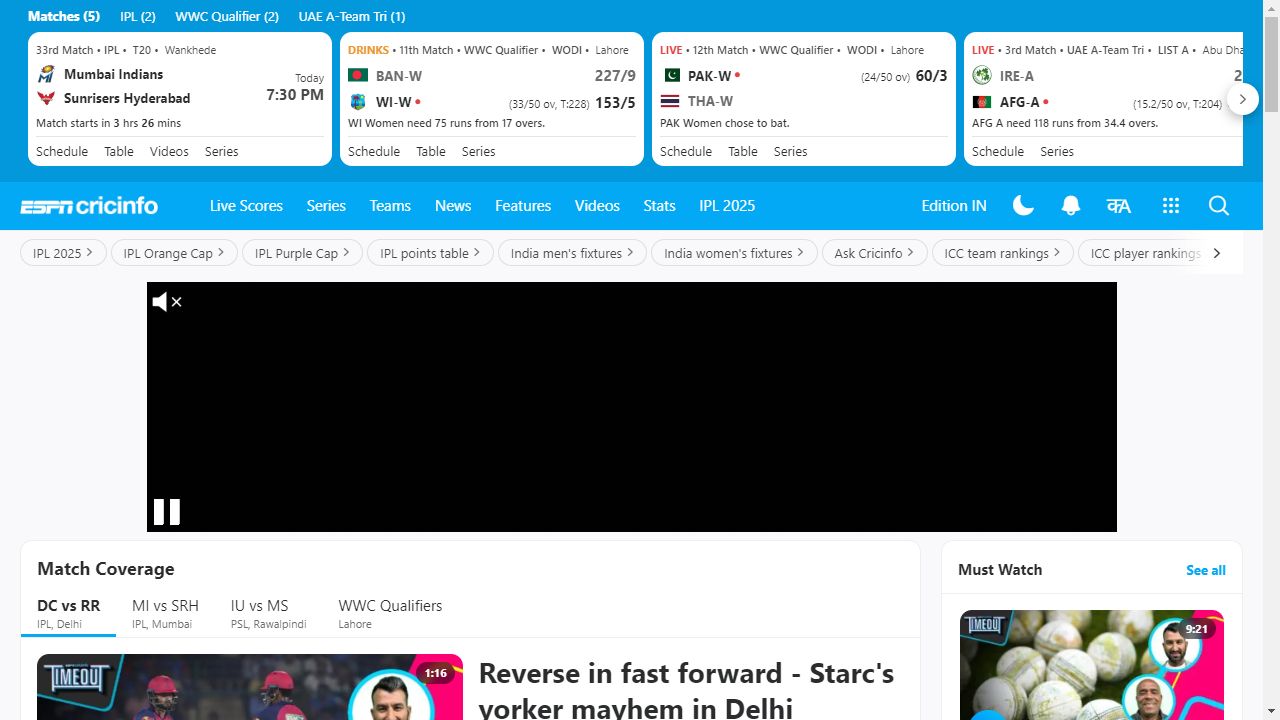 Matches (5) IPL (2) WWC Qualifier (2) UAE A-Team Tri (1)
33rd Match • IPL • T20 • Wankhede
Mumbai Indians
Sunrisers Hyderabad
Today
7:30 PM
Match starts in 3 hrs 26 mins
Schedule Table Videos Series
DRINKS • 11th Match • WWC Qualifier • WODI • Lahore
BAN-W 227/9
WI-W • (33/50 ov, T:228) 153/5
WI Women need 75 runs from 17 overs.
Schedule Table Series
LIVE • 12th Match • WWC Qualifier • WODI • Lahore
PAK-W • (24/50 ov) 60/3
THA-W
PAK Women chose to bat.
Schedule Table Series
LIVE • 3rd Match • UAE A-Team Tri • LIST A • Abu Dha
IRE-A 2
AFG-A • (15.2/50 ov, T:204)
AFG A need 118 runs from 34.4 overs.
Schedule Series
ESPN cricinfo Live Scores Series Teams News Features Videos Stats IPL 2025 Edition IN
IPL 2025 IPL Orange Cap IPL Purple Cap IPL points table India men's fixtures India women's fixtures Ask Cricinfo ICC team rankings ICC player rankings
Match Coverage
DC vs RR MI vs SRH IU vs MS WWC Qualifiers
IPL, Delhi IPL, Mumbai PSL, Rawalpindi Lahore
TIMEOUT
1:16
Reverse in fast forward - Starc's
yorker mayhem in Delhi
Must Watch See all
TIMEOUT
9:21